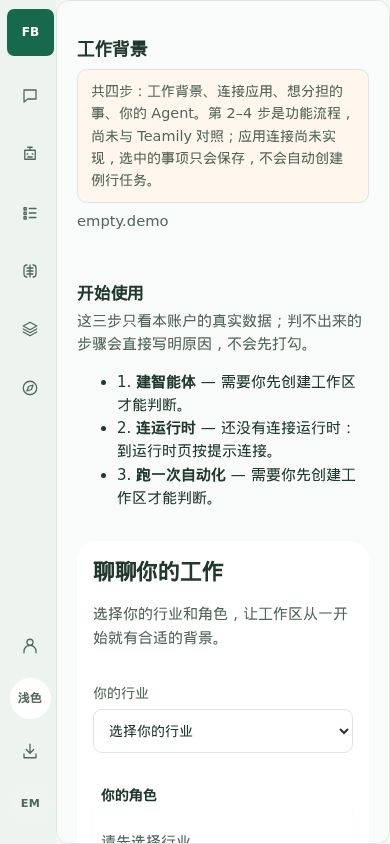 FB
工作背景
共四步：工作背景、连接应用、想分担的
事、你的 Agent。第 2–4 步是功能流程，
尚未与 Teamily 对照；应用连接尚未实
现，选中的事项只会保存，不会自动创建
例行任务。
empty.demo
开始使用
这三步只看本账户的真实数据；判不出来的
步骤会直接写明原因，不会先打勾。
1. 建智能体 — 需要你先创建工作区
才能判断。
2. 连运行时 — 还没有连接运行时：
到运行时页按提示连接。
3. 跑一次自动化 — 需要你先创建工
作区才能判断。
聊聊你的工作
选择你的行业和角色，让工作区从一开
始就有合适的背景。
你的行业
选择你的行业
你的角色
请先选择行业
浅色
EM